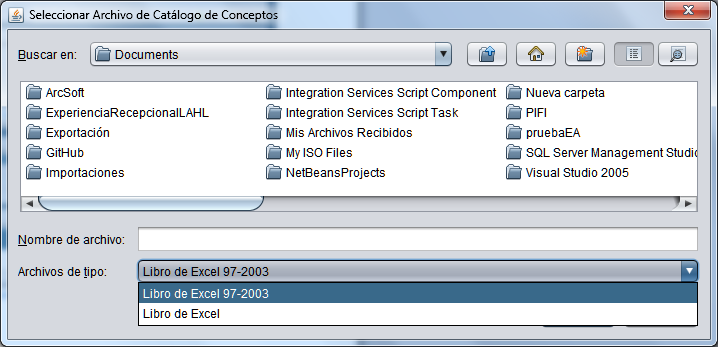 Seleccionar Archivo de Catálogo de Conceptos
Buscar en: Documents
ArcSoft Integration Services Script Component Nueva carpeta
ExperienciaRecepcionalLAHL Integration Services Script Task PIFI
Exportación Mis Archivos Recibidos pruebaEA
GitHub My ISO Files SQL Server Management Studio
Importaciones NetBeansProjects Visual Studio 2005
Nombre de archivo:
Archivos de tipo: Libro de Excel 97-2003
Libro de Excel 97-2003
Libro de Excel